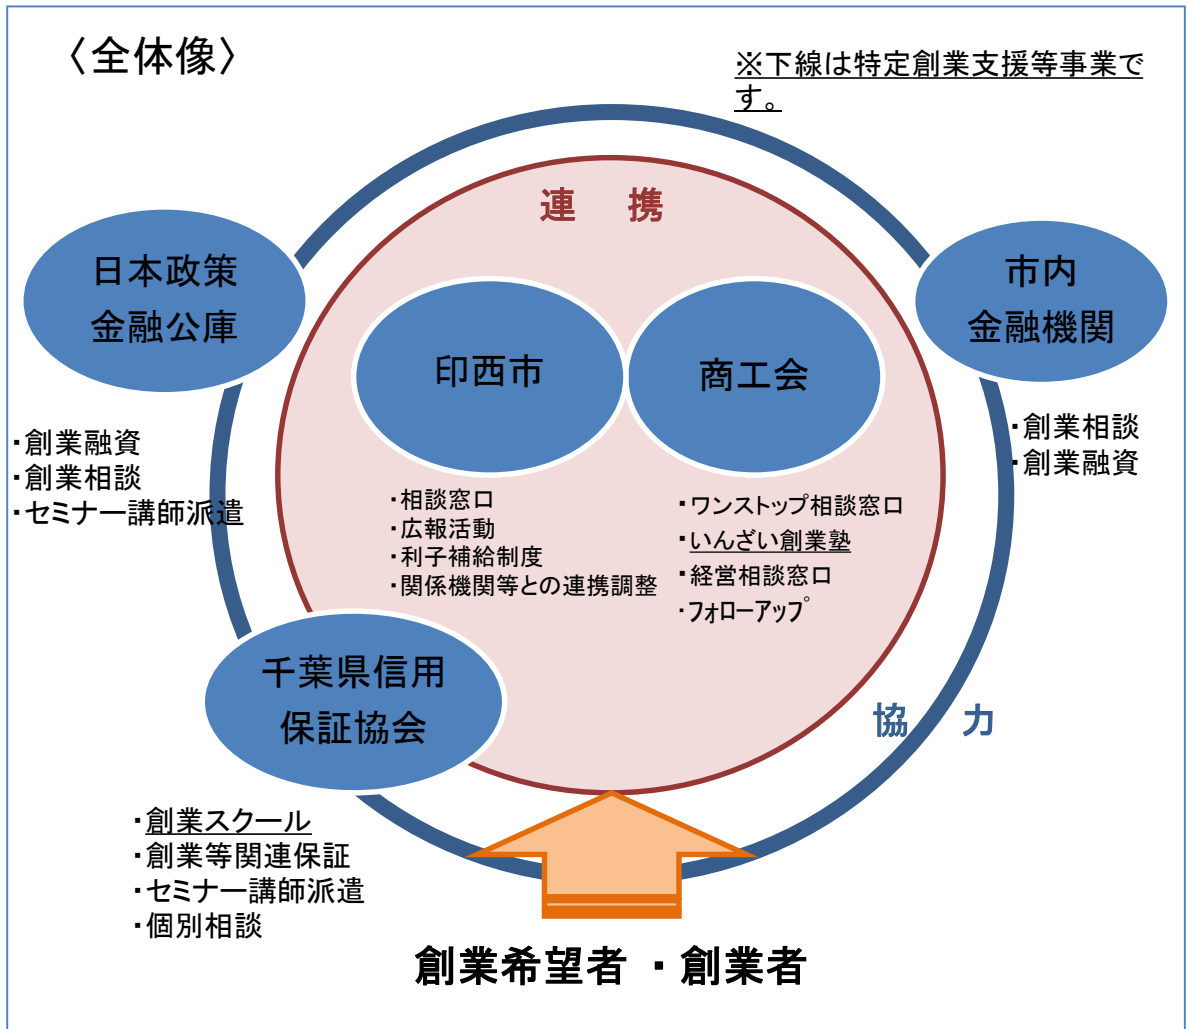 〈全体像〉
※下線は特定創業支援等事業で
す。
連　携
日本政策
金融公庫
市内
金融機関
印西市
商工会
・創業融資
・創業相談
・セミナー講師派遣
・創業相談
・創業融資
・相談窓口
・広報活動
・利子補給制度
・関係機関等との連携調整
・ワンストップ相談窓口
・いんざい創業塾
・経営相談窓口
・フォローアップ
千葉県信用
保証協会
協　力
・創業スクール
・創業等関連保証
・セミナー講師派遣
・個別相談
創業希望者 ・創業者